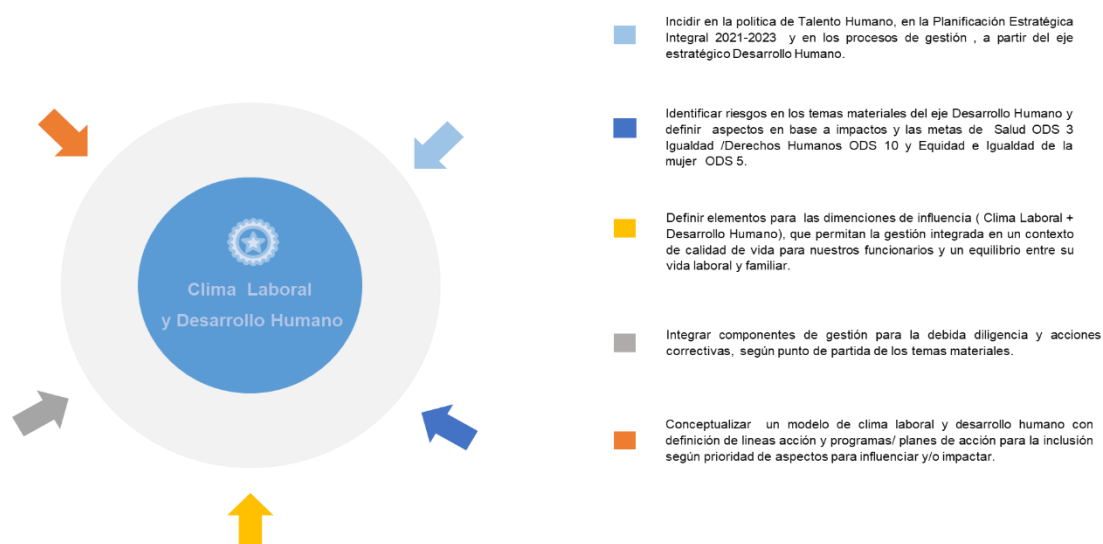 Clima Laboral
y Desarrollo Humano
Incidir en la politica de Talento Humano, en la Planificación Estratégica
Integral 2021-2023 y en los procesos de gestión , a partir del eje
estratégico Desarrollo Humano.
Identificar riesgos en los temas materiales del eje Desarrollo Humano y
definir aspectos en base a impactos y las metas de Salud ODS 3
Igualdad /Derechos Humanos ODS 10 y Equidad e Igualdad de la
mujer ODS 5.
Definir elementos para las dimenciones de influencia ( Clima Laboral +
Desarrollo Humano), que permitan la gestión integrada en un contexto
de calidad de vida para nuestros funcionarios y un equilibrio entre su
vida laboral y familiar.
Integrar componentes de gestión para la debida diligencia y acciones
correctivas, según punto de partida de los temas materiales.
Conceptualizar un modelo de clima laboral y desarrollo humano con
definición de lineas acción y programas/ planes de acción para la inclusión
según prioridad de aspectos para influenciar y/o impactar.